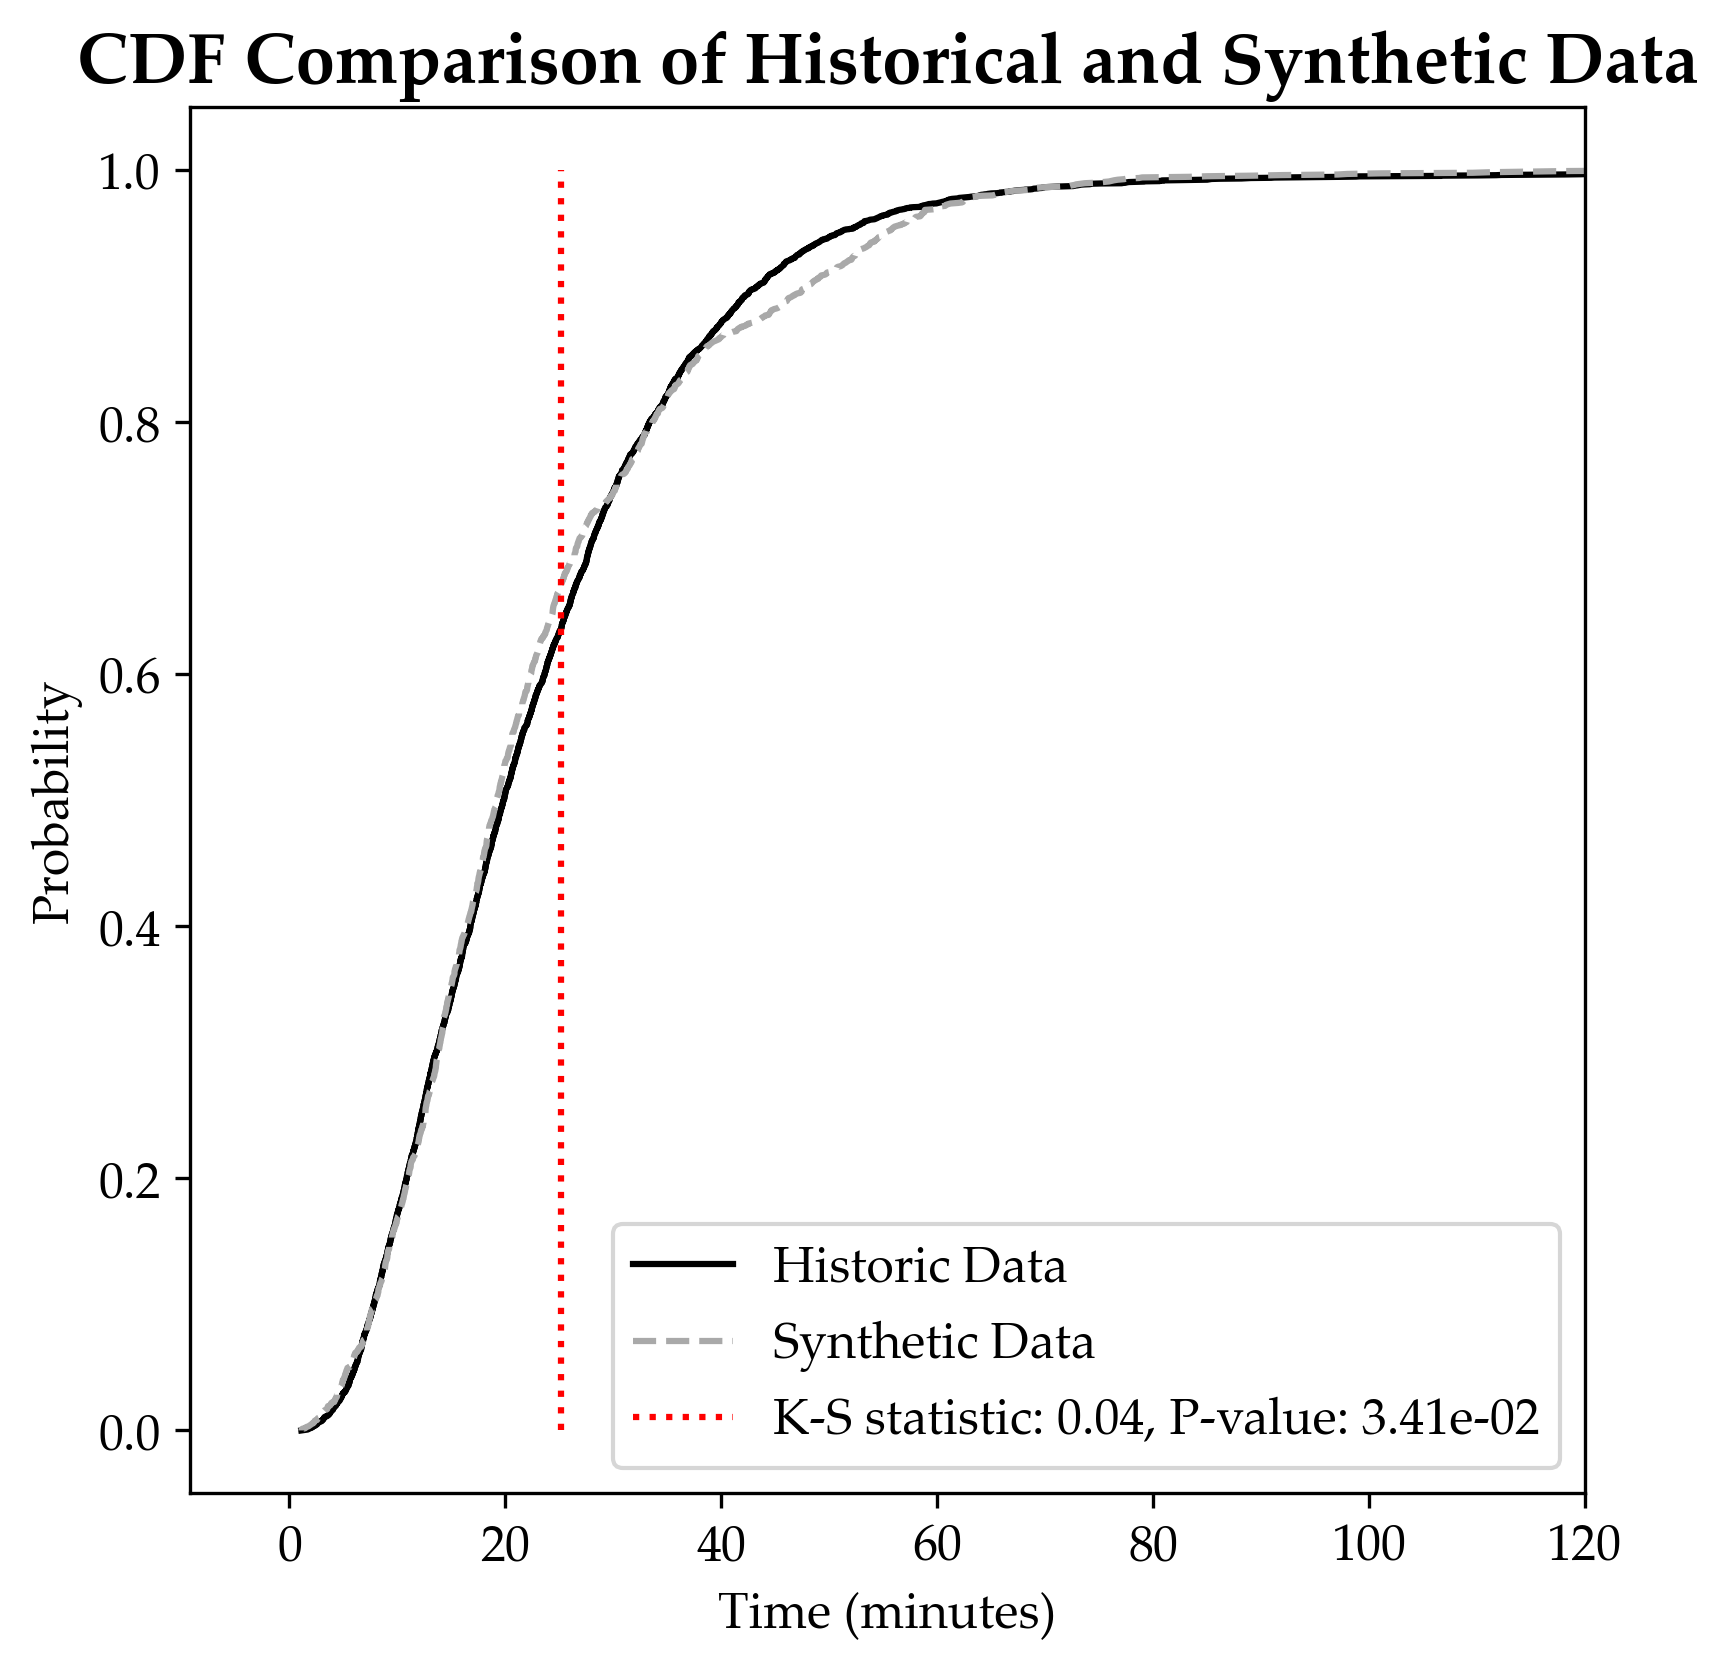 CDF Comparison of Historical and Synthetic Data
1.0
0.8
0.6
0.4
0.2
0.0
Probability
Historic Data
Synthetic Data
K-S statistic: 0.04, P-value: 3.41e-02
0 20 40 60 80 100 120
Time (minutes)